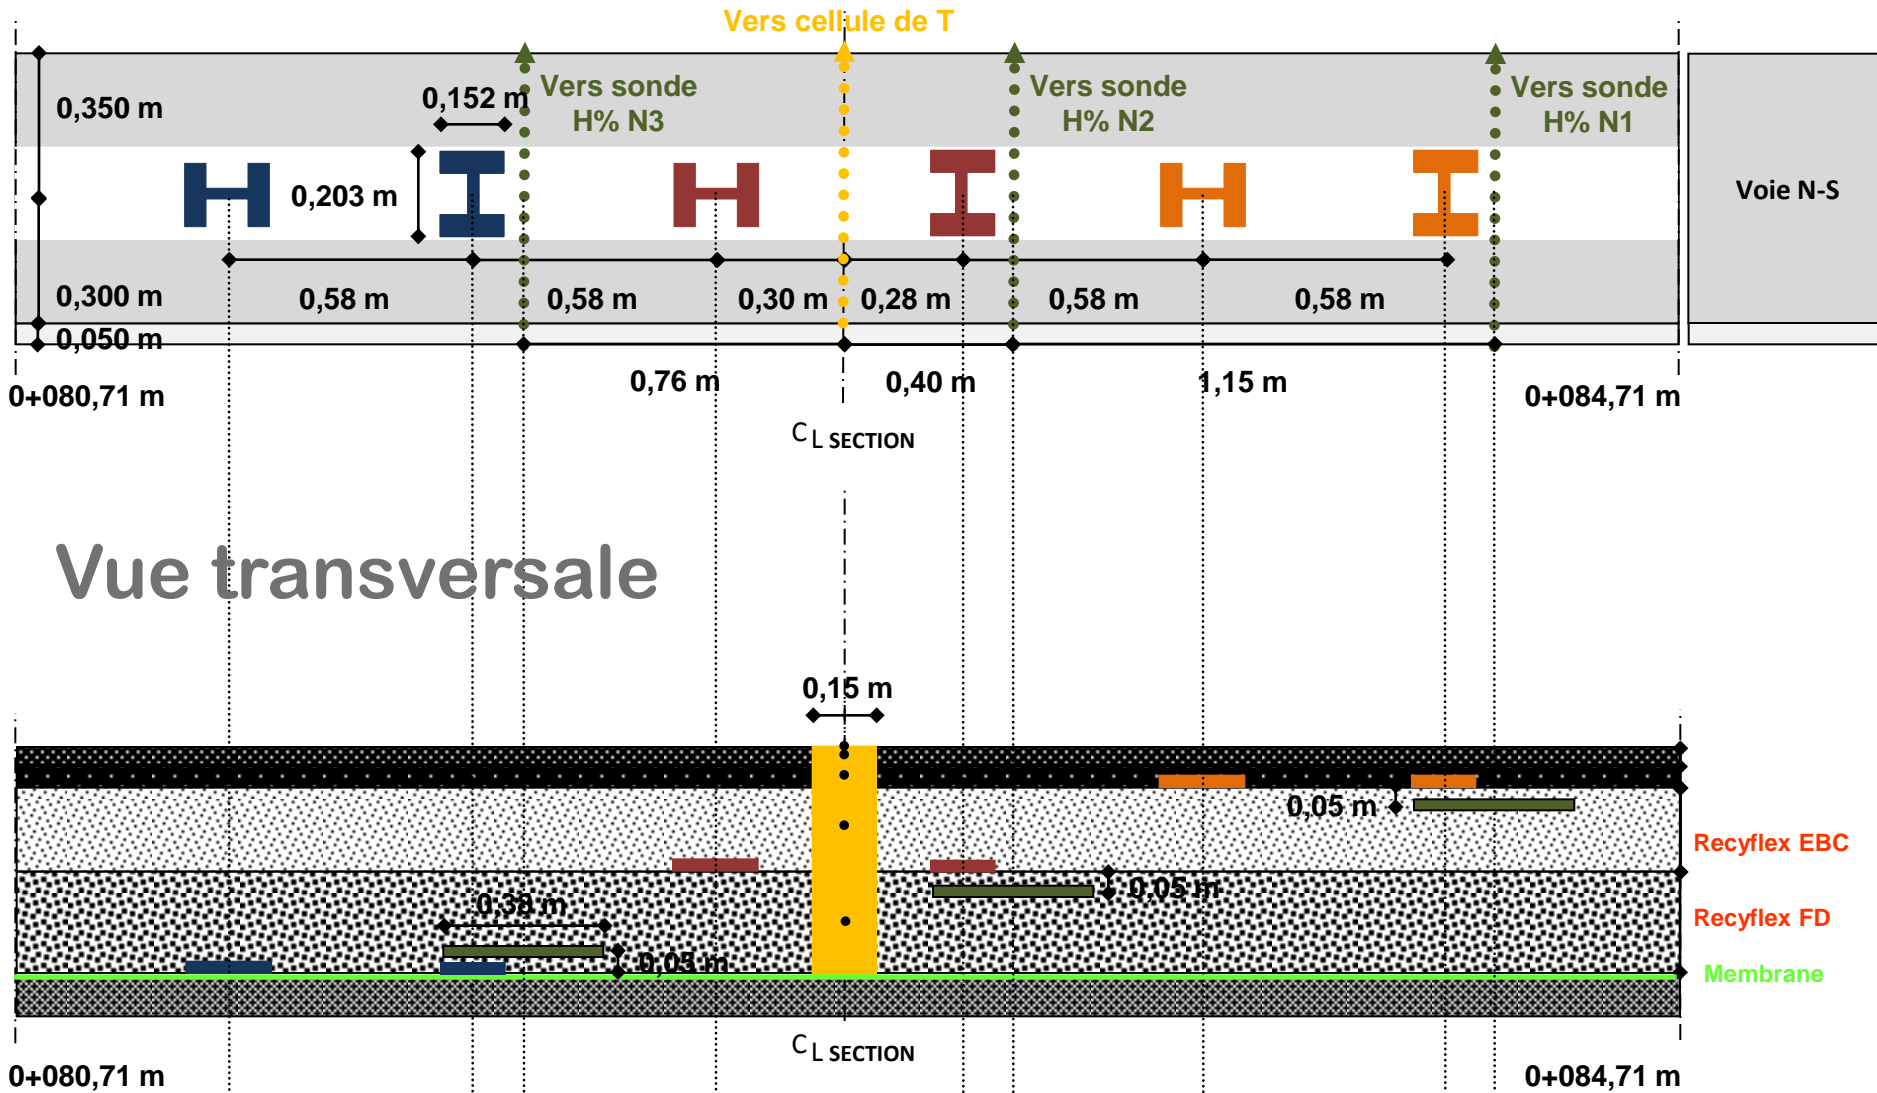 Vers cellule de T
0,350 m
0,152 m
Vers sonde
H% N3
Vers sonde
H% N2
Vers sonde
H% N1
0,203 m
Voie N-S
0,300 m
0,58 m
0,58 m
0,30 m
0,28 m
0,58 m
0,58 m
0,050 m
0+080,71 m
0,76 m
0,40 m
1,15 m
0+084,71 m
CL SECTION
Vue transversale
0,15 m
0,05 m
Recyflex EBC
0,38 m
0,05 m
Recyflex FD
0,05 m
Membrane
CL SECTION
0+080,71 m
0+084,71 m